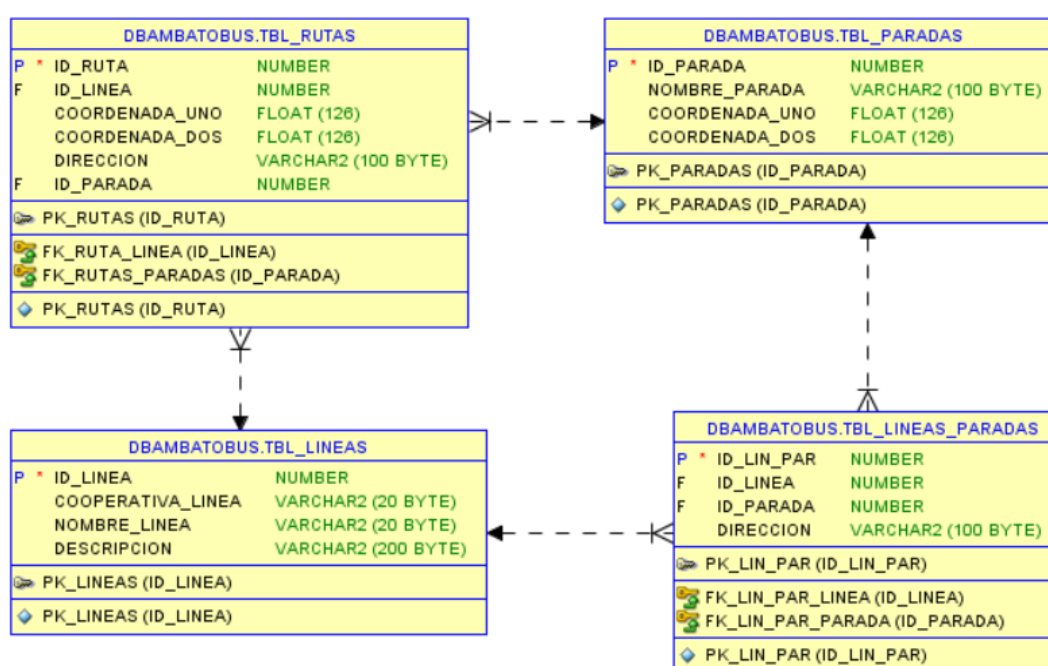 DBAMBATOBUS.TBL_RUTAS
P * ID_RUTA NUMBER
F ID_LINEA NUMBER
COORDENADA_UNO FLOAT (126)
COORDENADA_DOS FLOAT (126)
DIRECCION VARCHAR2 (100 BYTE)
F ID_PARADA NUMBER
PK_RUTAS (ID_RUTA)
FK_RUTA_LINEA (ID_LINEA)
FK_RUTAS_PARADAS (ID_PARADA)
PK_RUTAS (ID_RUTA)
DBAMBATOBUS.TBL_PARADAS
P * ID_PARADA NUMBER
NOMBRE_PARADA VARCHAR2 (100 BYTE)
COORDENADA_UNO FLOAT (126)
COORDENADA_DOS FLOAT (126)
PK_PARADAS (ID_PARADA)
PK_PARADAS (ID_PARADA)
DBAMBATOBUS.TBL_LINEAS
P * ID_LINEA NUMBER
COOPERATIVA_LINEA VARCHAR2 (20 BYTE)
NOMBRE_LINEA VARCHAR2 (20 BYTE)
DESCRIPCION VARCHAR2 (200 BYTE)
PK_LINEAS (ID_LINEA)
PK_LINEAS (ID_LINEA)
DBAMBATOBUS.TBL_LINEAS_PARADAS
P * ID_LIN_PAR NUMBER
F ID_LINEA NUMBER
F ID_PARADA NUMBER
DIRECCION VARCHAR2 (100 BYTE)
PK_LIN_PAR (ID_LIN_PAR)
FK_LIN_PAR_LINEA (ID_LINEA)
FK_LIN_PAR_PARADA (ID_PARADA)
PK_LIN_PAR (ID_LIN_PAR)